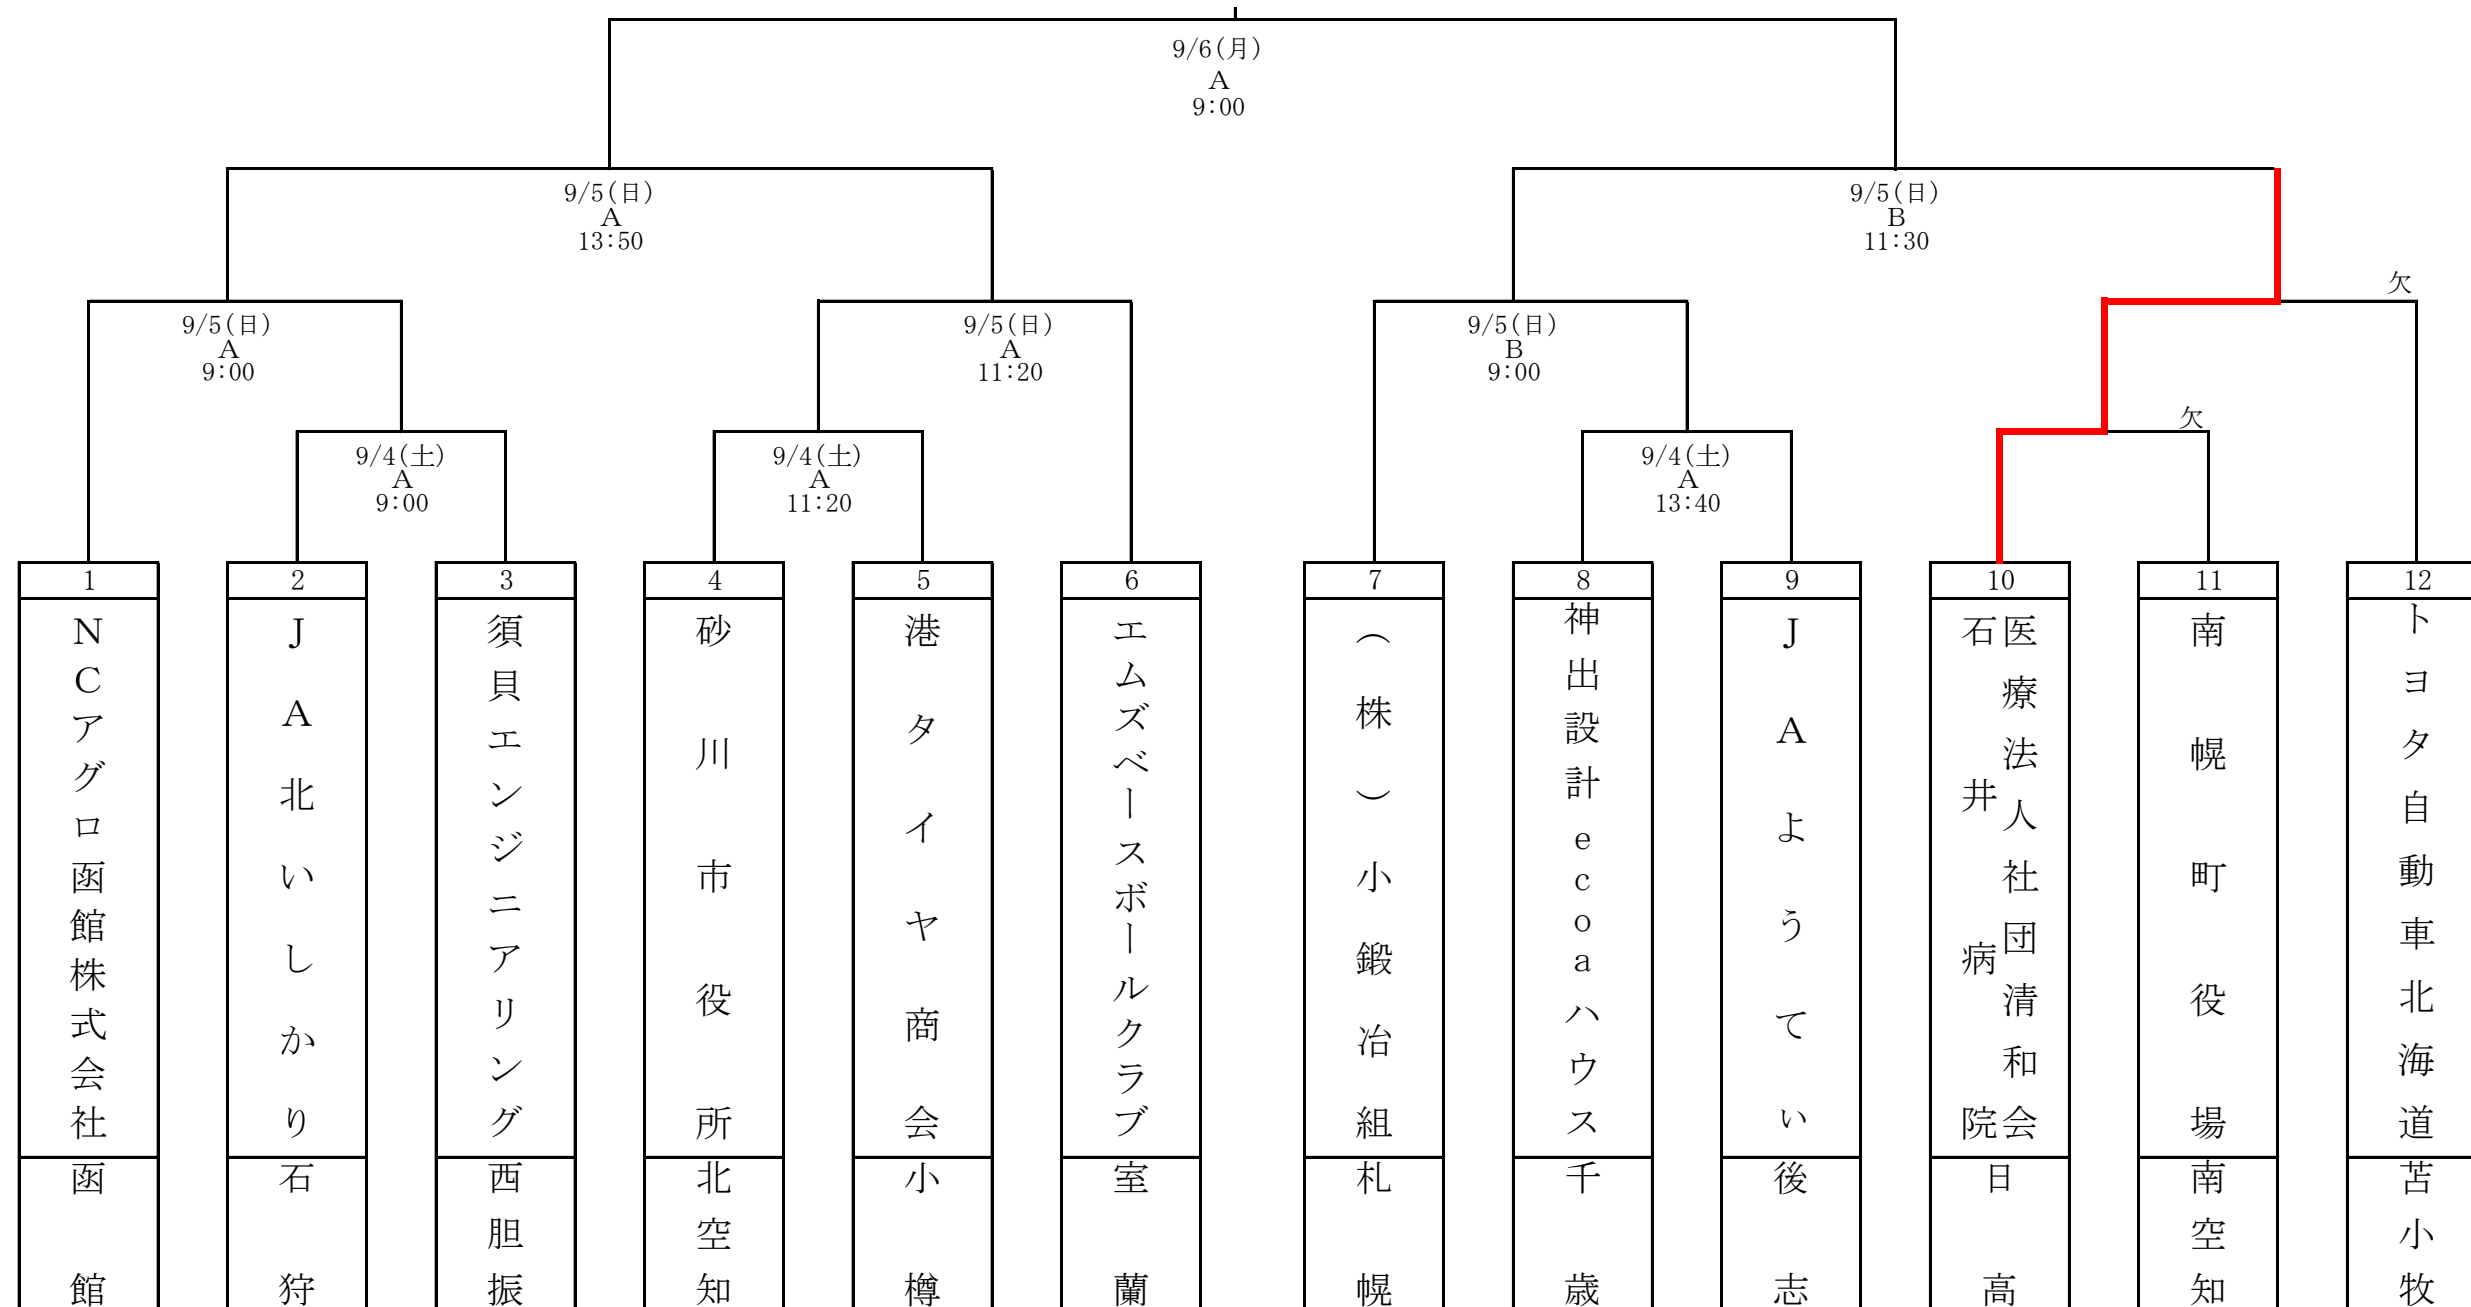 9/6(月)
A
9:00
9/5(日)
A
13:50
9/5(日)
B
11:30
欠
9/5(日)
A
9:00
9/5(日)
A
11:20
9/5(日)
B
9:00
欠
9/4(土)
A
9:00
9/4(土)
A
11:20
9/4(土)
A
13:40
1
NCアグロ函館株式会社
函館
2
JA北いしかり
石狩
3
須貝エンジニアリング
西胆振
4
砂川市役所
北空知
5
港タイヤ商会
小樽
6
エムズベースボールクラブ
室蘭
7
(株)小鍛冶組
札幌
8
神出設計ecoaハウス
千歳
9
JAようてい
後志
10
医療法人社団清和会
石井病院
日高
11
南幌町役場
南空知
12
トヨタ自動車北海道
苫小牧